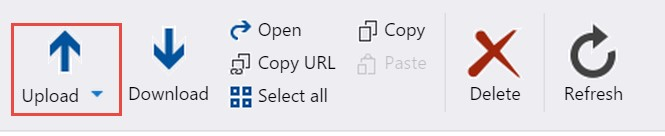 Upload
Download
Open
Copy URL
Select all
Copy
Paste
Delete
Refresh